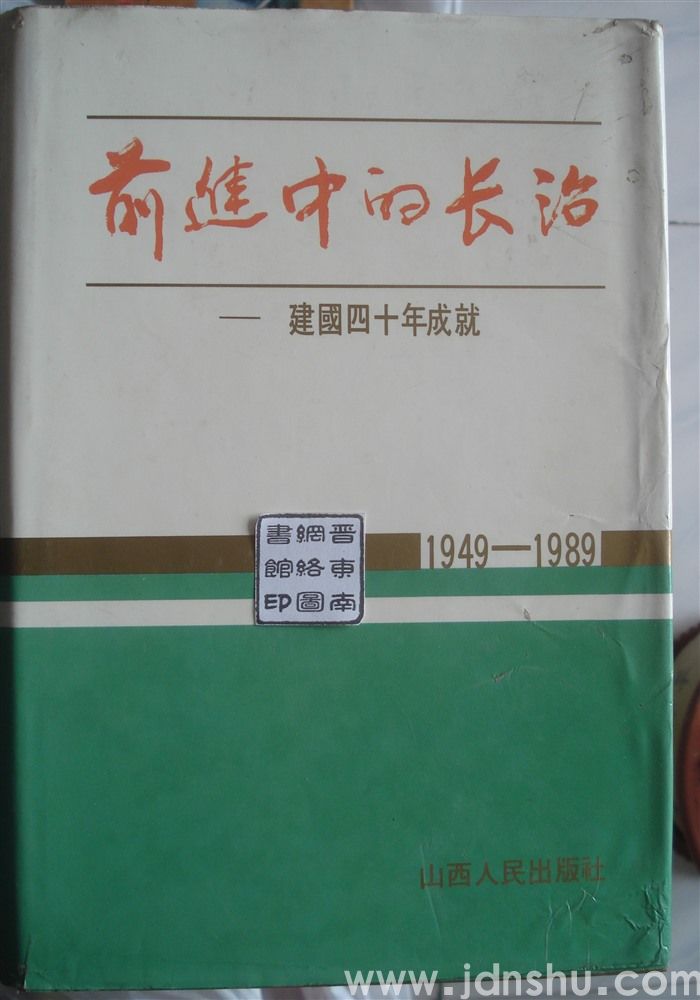 前進中的长治
— 建國四十年成就
1949—1989
晋東南
網絡圖
書館印
山西人民出版社
www.jdnshu.com